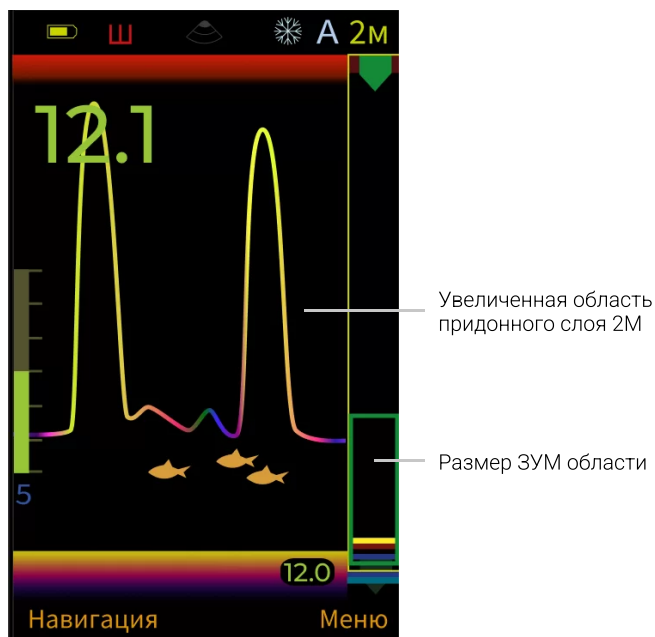 Ш A 2м
12.1
Увеличенная область
придонного слоя 2М
Размер ЗУМ области
5
12.0
Навигация Меню